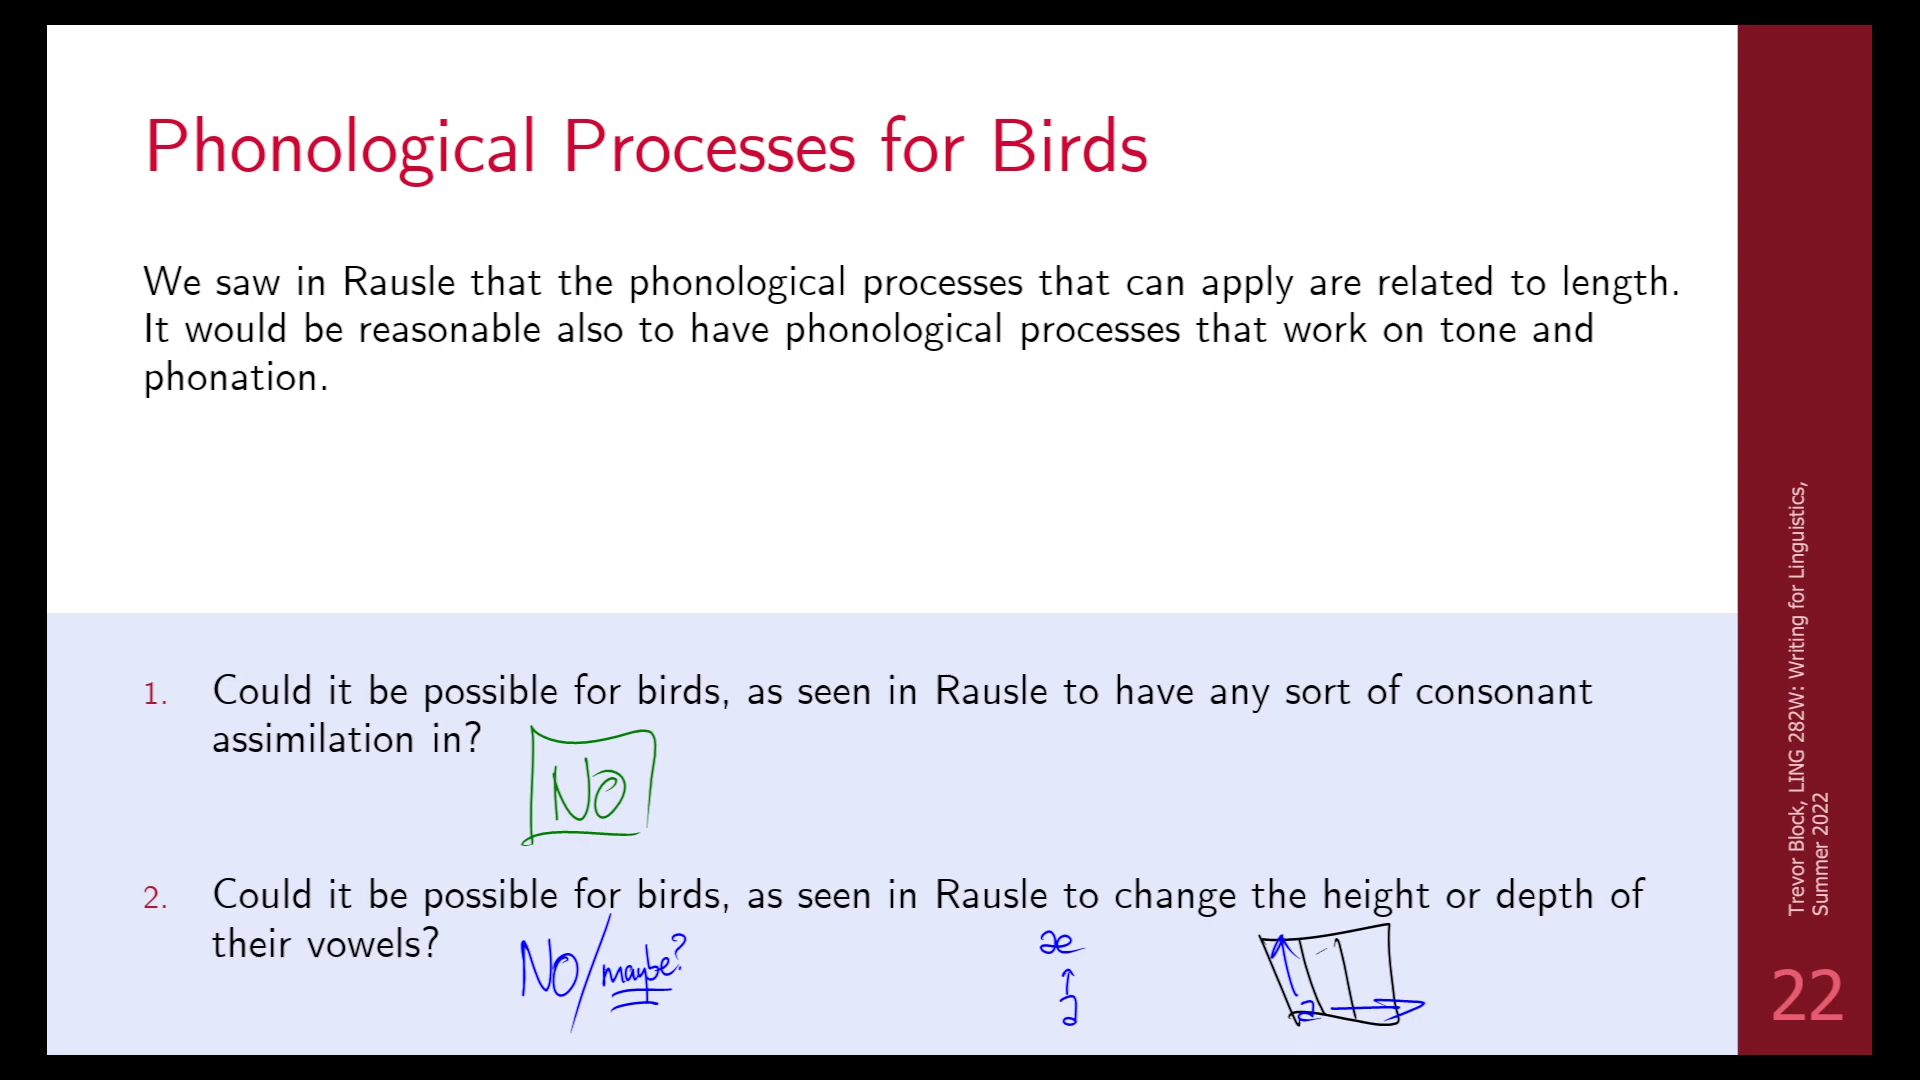 Phonological Processes for Birds
We saw in Rausle that the phonological processes that can apply are related to length.
It would be reasonable also to have phonological processes that work on tone and
phonation.
1. Could it be possible for birds, as seen in Rausle to have any sort of consonant
assimilation in?
NO
2. Could it be possible for birds, as seen in Rausle to change the height or depth of
their vowels?
NO/maybe?
æ
↑
a
a
Trevor Block, LING 282W: Writing for Linguistics,
Summer 2022
22